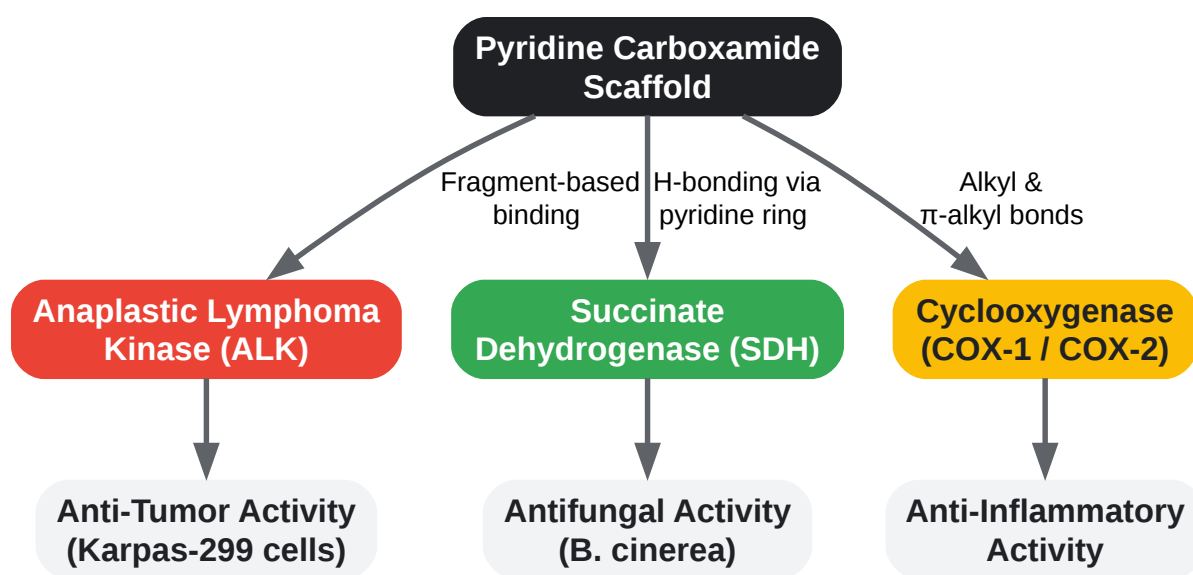 Pyridine Carboxamide
Scaffold
Fragment-based
binding
H-bonding via
pyridine ring
Alkyl &
π-alkyl bonds
Anaplastic Lymphoma
Kinase (ALK)
Succinate
Dehydrogenase (SDH)
Cyclooxygenase
(COX-1 / COX-2)
Anti-Tumor Activity
(Karpas-299 cells)
Antifungal Activity
(B. cinerea)
Anti-Inflammatory
Activity